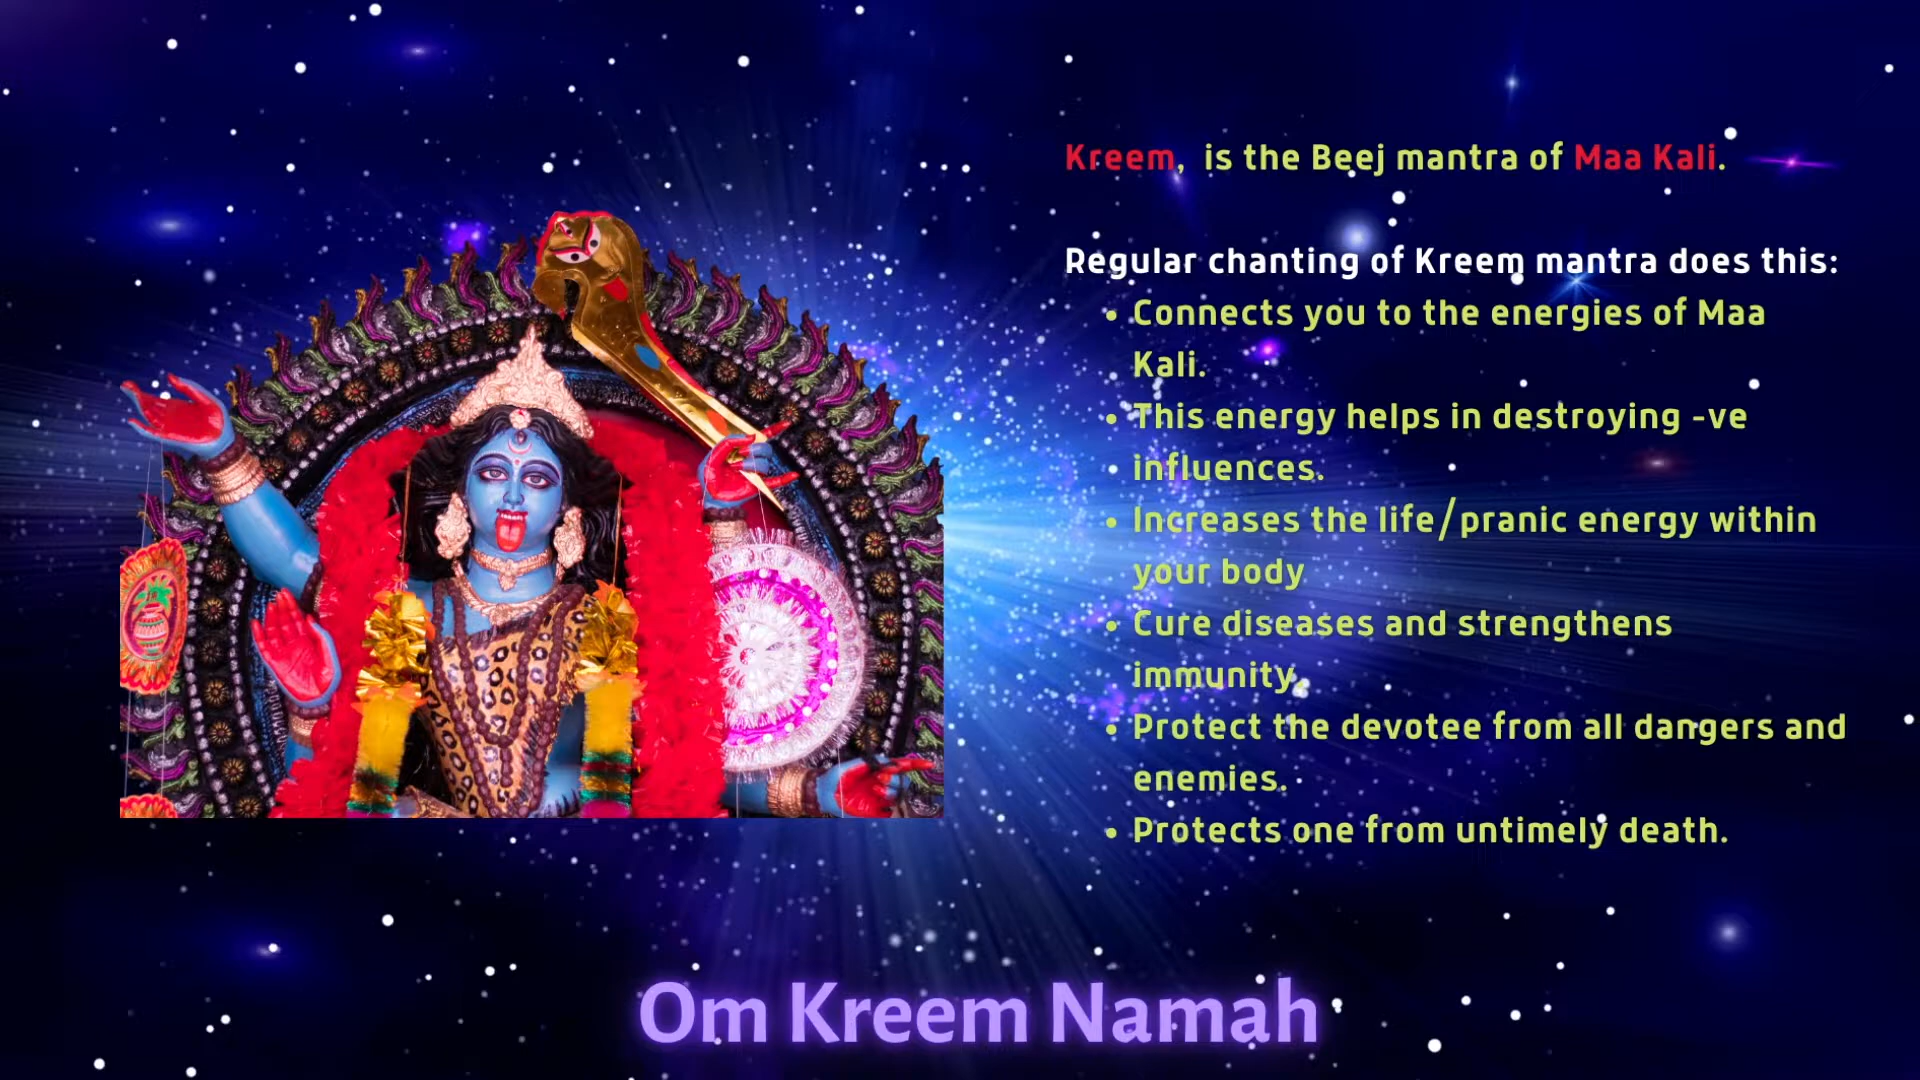 Kreem,  is the Beej mantra of Maa Kali.
Regular chanting of Kreem mantra does this:
• Connects you to the energies of Maa
Kali.
• This energy helps in destroying -ve
influences.
• Increases the life/pranic energy within
your body
• Cure diseases and strengthens
immunity.
• Protect the devotee from all dangers and
enemies.
• Protects one from untimely death.
Om Kreem Namah